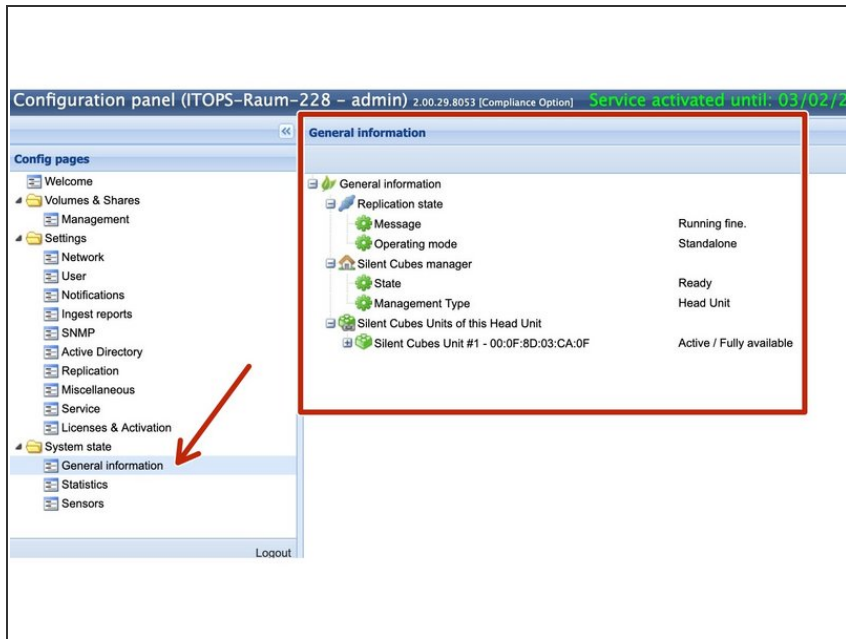 Configuration panel (ITOPS-Raum-228 - admin) 2.00.29.8053 [Compliance Option] Service activated until: 03/02/2
Config pages
Welcome
Volumes & Shares
Management
Settings
Network
User
Notifications
Ingest reports
SNMP
Active Directory
Replication
Miscellaneous
Service
Licenses & Activation
System state
General information
Statistics
Sensors
Logout
General information
General information
Replication state
Message Running fine.
Operating mode Standalone
Silent Cubes manager
State Ready
Management Type Head Unit
Silent Cubes Units of this Head Unit
Silent Cubes Unit #1 - 00:0F:8D:03:CA:0F Active / Fully available